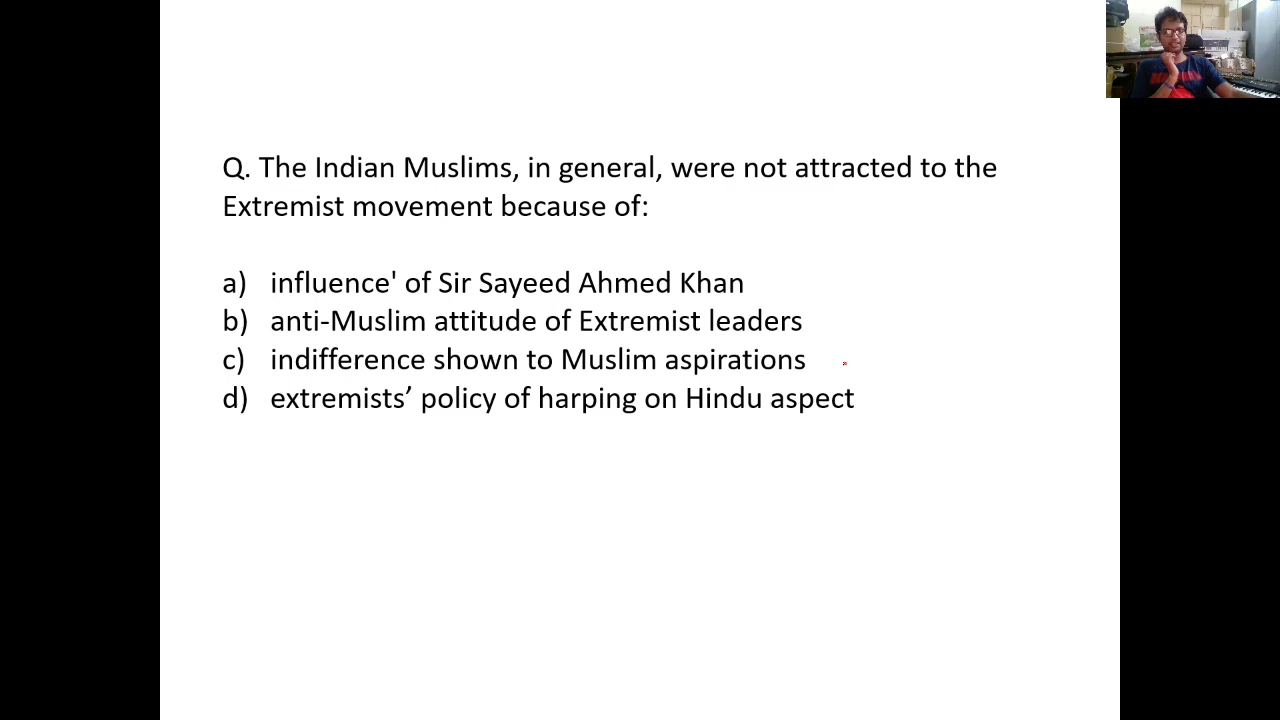 Q. The Indian Muslims, in general, were not attracted to the
Extremist movement because of:
a) influence' of Sir Sayeed Ahmed Khan
b) anti-Muslim attitude of Extremist leaders
c) indifference shown to Muslim aspirations
d) extremists’ policy of harping on Hindu aspect